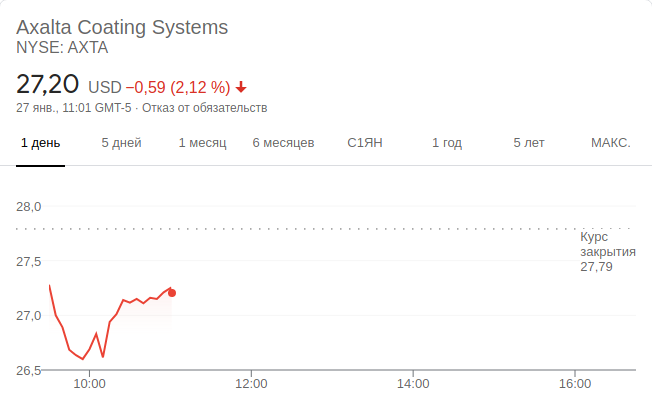 Axalta Coating Systems
NYSE: AXTA
27,20 USD −0,59 (2,12 %)
27 янв., 11:01 GMT-5 · Отказ от обязательств
1 день 5 дней 1 месяц 6 месяцев С1ЯН 1 год 5 лет МАКС.
28,0
Курс
закрытия
27,79
27,5
27,0
26,5
10:00 12:00 14:00 16:00